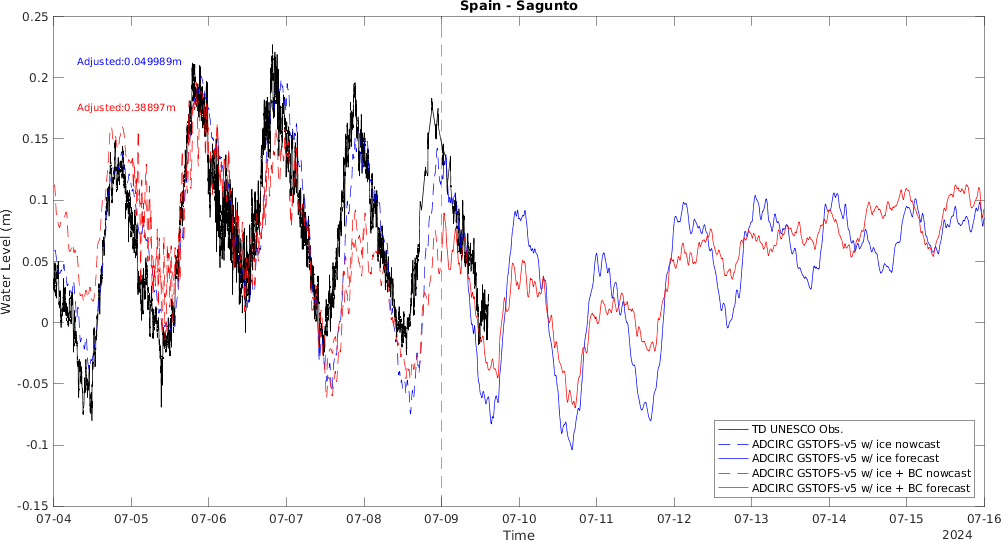 Spain - Sagunto
0.25
0.2
0.15
0.1
0.05
0
-0.05
-0.1
-0.15
Water Level (m)
Adjusted:0.049989m
Adjusted:0.38897m
TD UNESCO Obs.
ADCIRC GSTOFS-v5 w/ ice nowcast
ADCIRC GSTOFS-v5 w/ ice forecast
ADCIRC GSTOFS-v5 w/ ice + BC nowcast
ADCIRC GSTOFS-v5 w/ ice + BC forecast
07-04 07-05 07-06 07-07 07-08 07-09 07-10 07-11 07-12 07-13 07-14 07-15 07-16
Time
2024